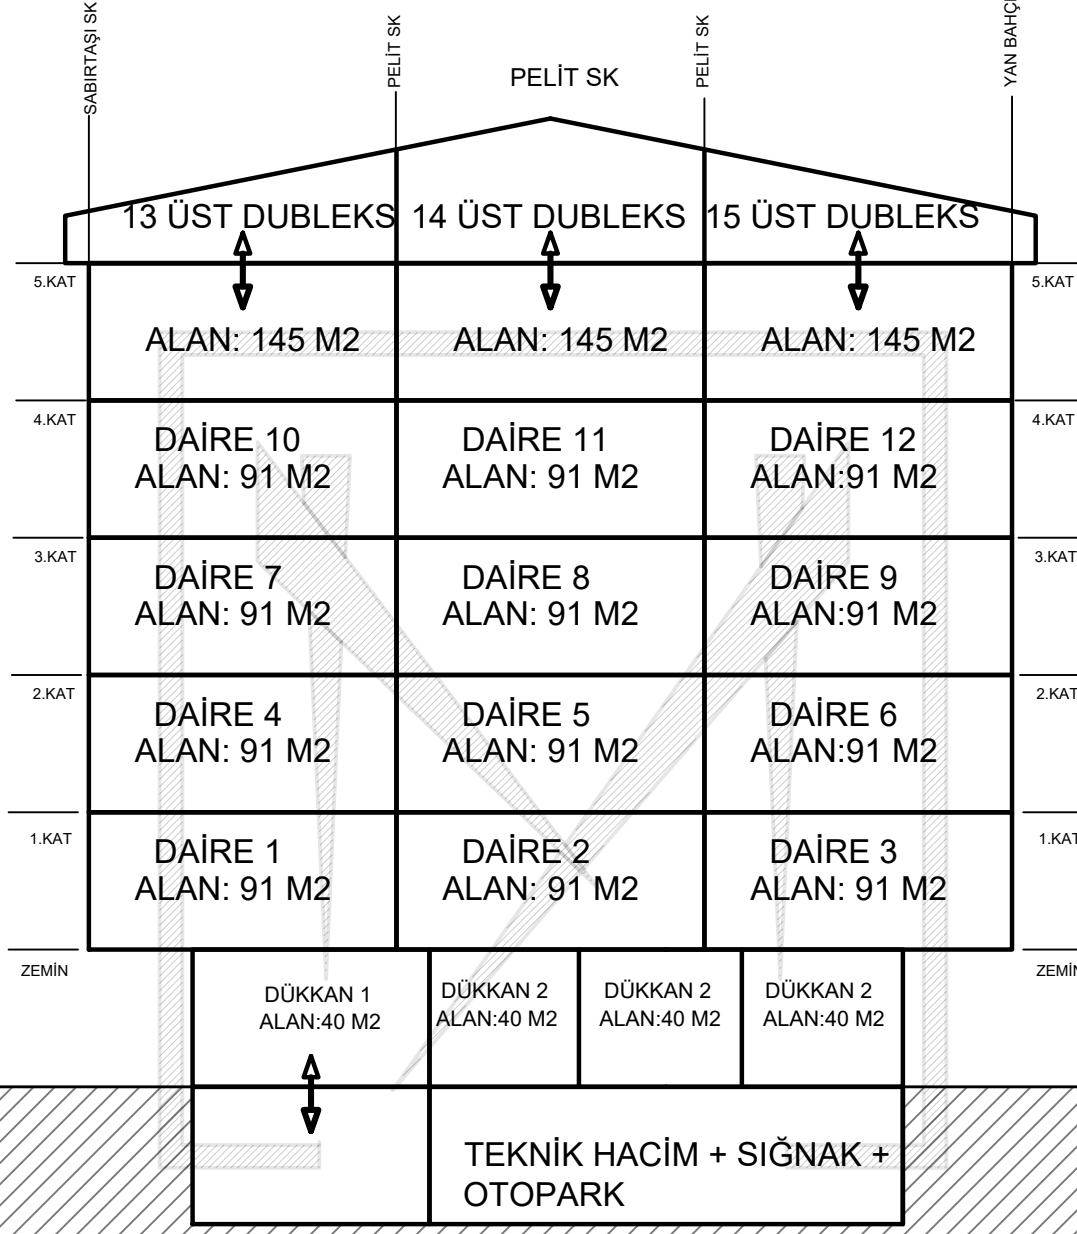 SABIRTAŞI SK
PELİT SK
PELİT SK
PELİT SK
YAN BAHÇE
13 ÜST DUBLEKS
14 ÜST DUBLEKS
15 ÜST DUBLEKS
5.KAT
5.KAT
ALAN: 145 M2
ALAN: 145 M2
ALAN: 145 M2
4.KAT
4.KAT
DAİRE 10
ALAN: 91 M2
DAİRE 11
ALAN: 91 M2
DAİRE 12
ALAN:91 M2
3.KAT
3.KAT
DAİRE 7
ALAN: 91 M2
DAİRE 8
ALAN: 91 M2
DAİRE 9
ALAN:91 M2
2.KAT
2.KAT
DAİRE 4
ALAN: 91 M2
DAİRE 5
ALAN: 91 M2
DAİRE 6
ALAN:91 M2
1.KAT
1.KAT
DAİRE 1
ALAN: 91 M2
DAİRE 2
ALAN: 91 M2
DAİRE 3
ALAN: 91 M2
ZEMİN
ZEMİN
DÜKKAN 1
ALAN:40 M2
DÜKKAN 2
ALAN:40 M2
DÜKKAN 2
ALAN:40 M2
DÜKKAN 2
ALAN:40 M2
TEKNİK HACİM + SIĞNAK +
OTOPARK